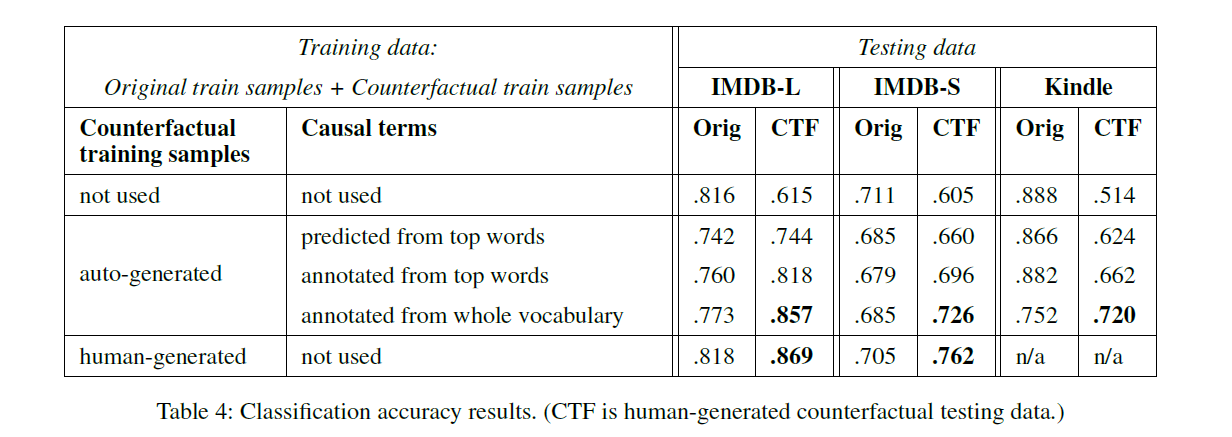 Training data: Testing data
Original train samples + Counterfactual train samples IMDB-L IMDB-S Kindle
Counterfactual Causal terms Orig CTF Orig CTF Orig CTF
training samples
not used not used .816 .615 .711 .605 .888 .514
predicted from top words .742 .744 .685 .660 .866 .624
auto-generated annotated from top words .760 .818 .679 .696 .882 .662
annotated from whole vocabulary .773 .857 .685 .726 .752 .720
human-generated not used .818 .869 .705 .762 n/a n/a
Table 4: Classification accuracy results. (CTF is human-generated counterfactual testing data.)